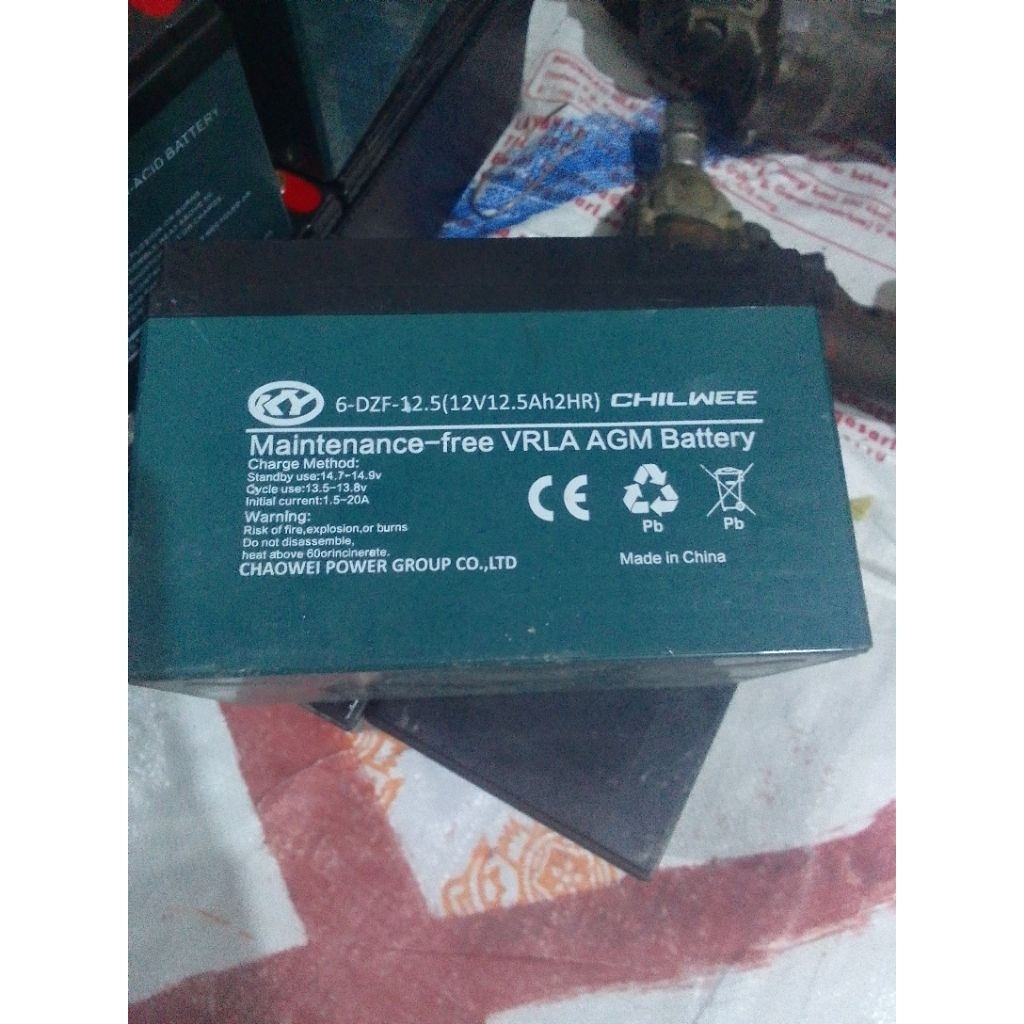 -ACID BATTERY
KY 6-DZF-12.5(12V12.5Ah2HR) CHILWEE
Maintenance-free VRLA AGM Battery
Charge Method:
Standby use:14.7-14.9v
Cycle use:13.5-13.8v
Initial current:1.5-20A
Warning:
Risk of fire,explosion,or burns
Do not disassemble,
heat above 60orincinerate.
CHAOWEI POWER GROUP CO.,LTD
CE
Pb
Pb
Made in China